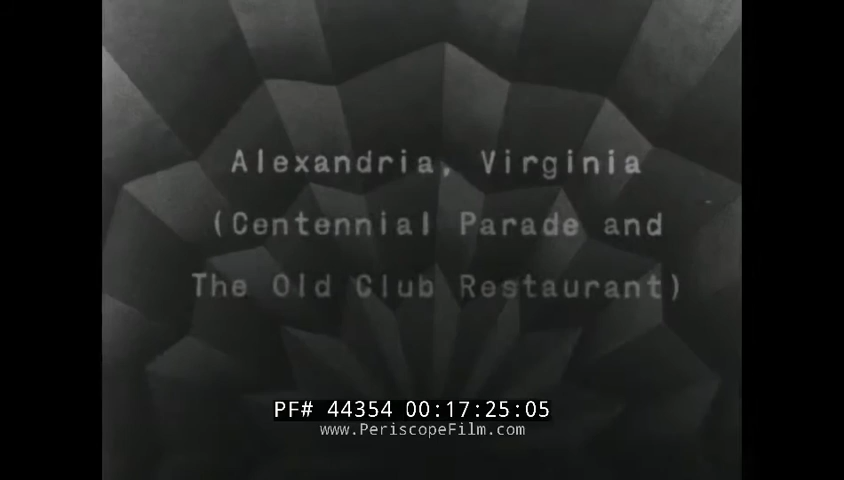 Alexandria, Virginia
(Centennial Parade and
The Old Club Restaurant)
PF# 44354 00:17:25:05
www.PeriscopeFilm.com